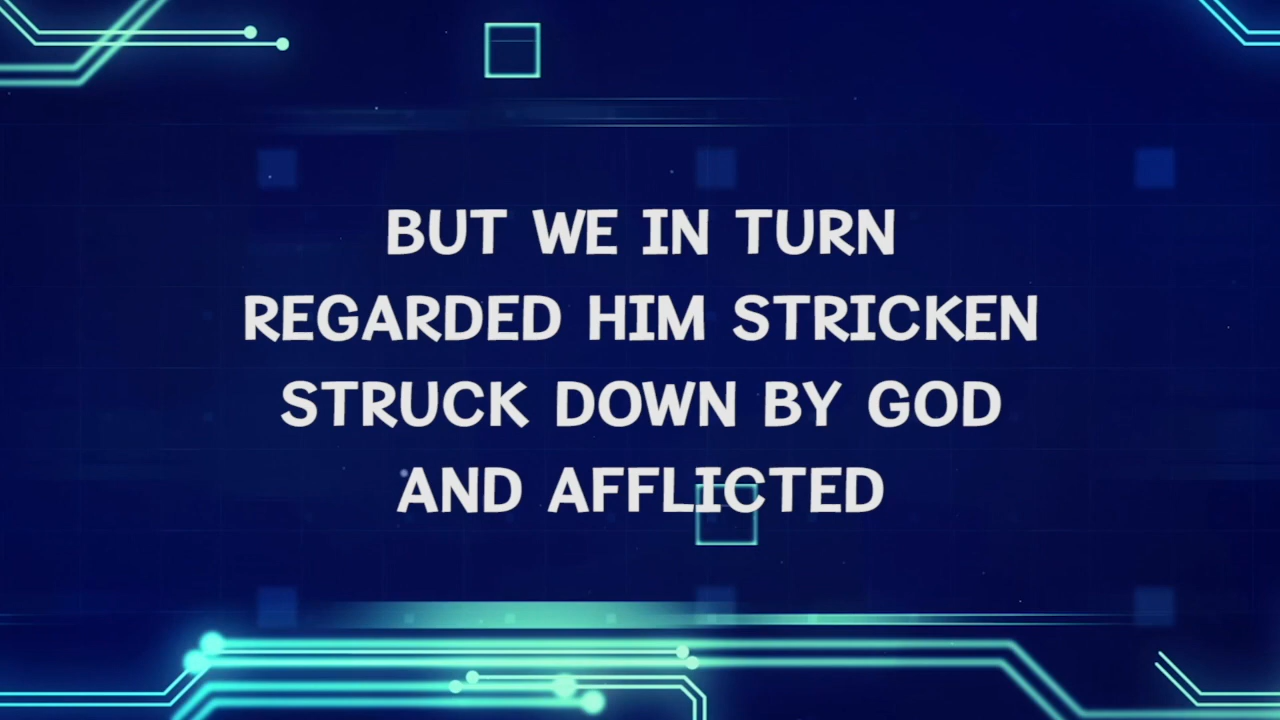 BUT WE IN TURN
REGARDED HIM STRICKEN
STRUCK DOWN BY GOD
AND AFFLICTED